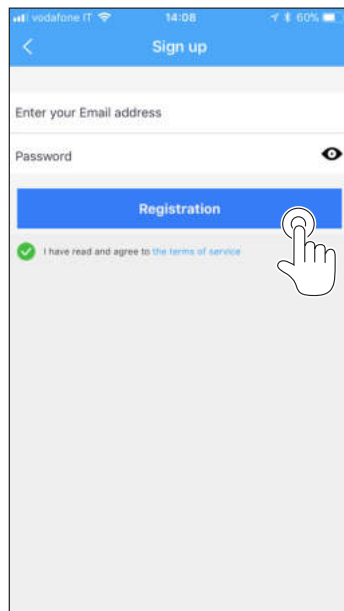 vodafone IT 14:08 60%
Sign up
Enter your Email address
Password
Registration
I have read and agree to the terms of service